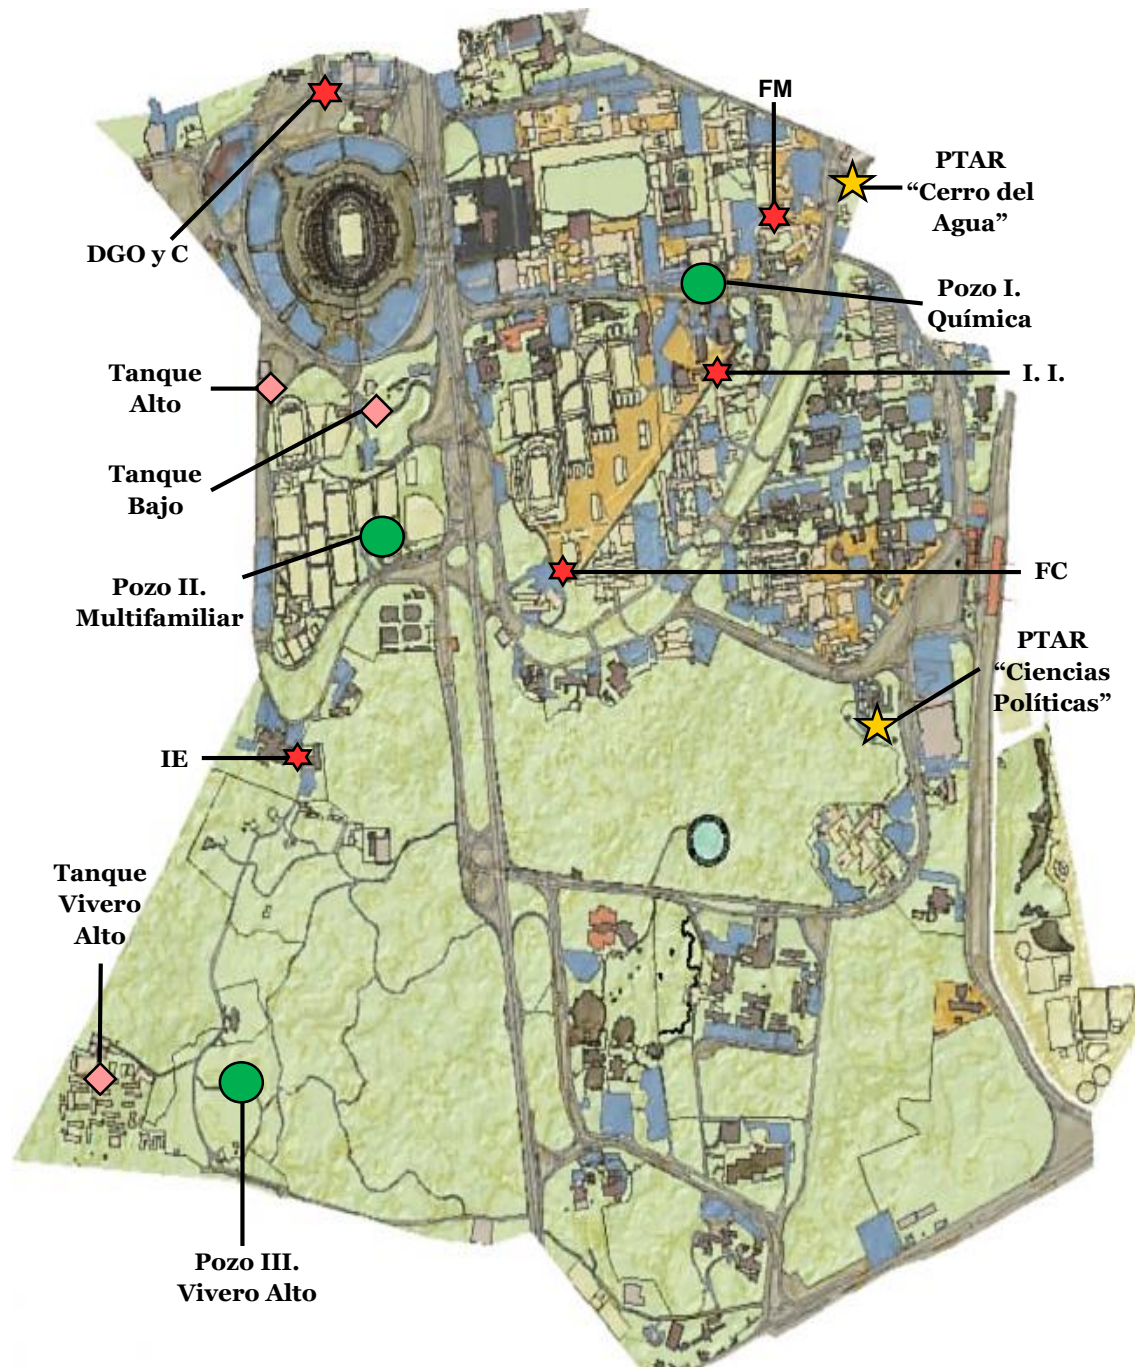 FM
PTAR
“Cerro del
Agua”
DGO y C
Pozo I.
Química
Tanque
Alto
I. I.
Tanque
Bajo
Pozo II.
Multifamiliar
FC
PTAR
“Ciencias
Políticas”
IE
Tanque
Vivero
Alto
Pozo III.
Vivero Alto